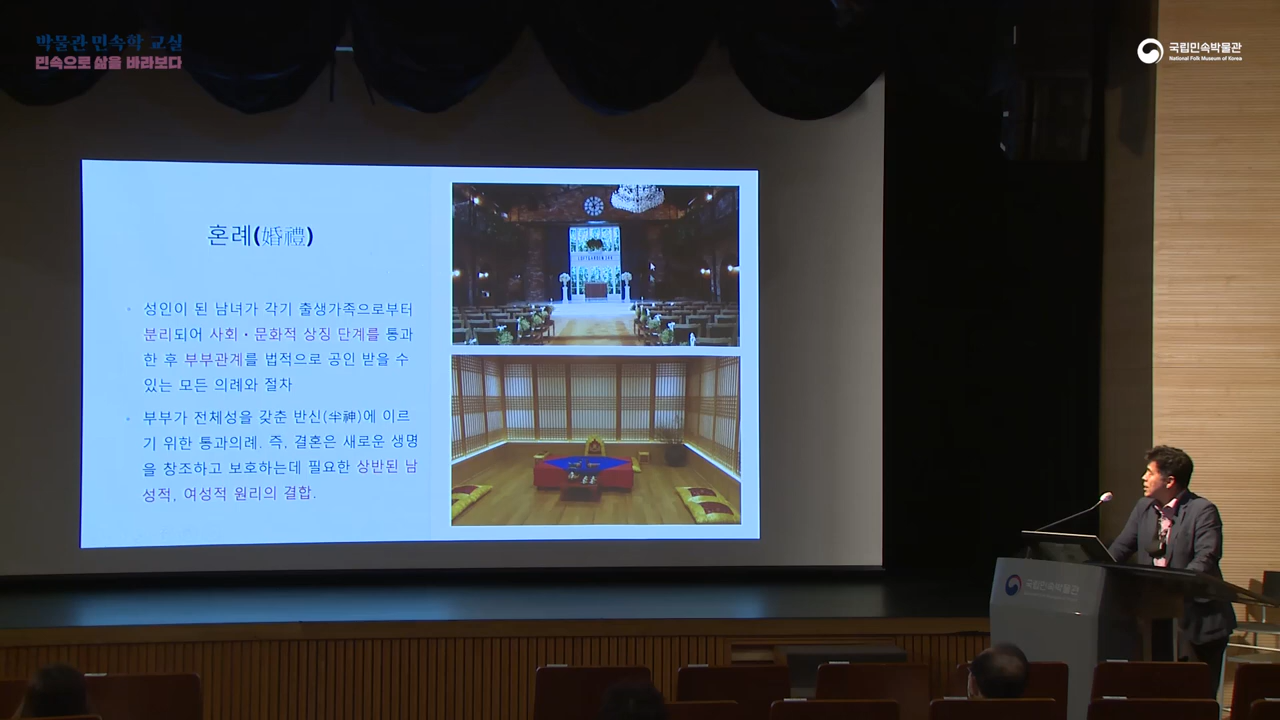 박물관 민속학 교실
민속으로 삶을 바라보다
국립민속박물관
National Folk Museum of Korea
혼례(婚禮)
성인이 된 남녀가 각기 출생가족으로부터
분리되어 사회・문화적 상징 단계를 통과
한 후 부부관계를 법적으로 공인 받을 수
있는 모든 의례와 절차
부부가 전체성을 갖춘 반신(半神)에 이르
기 위한 통과의례. 즉, 결혼은 새로운 생명
을 창조하고 보호하는데 필요한 상반된 남
성적, 여성적 원리의 결합.
국립민속박물관